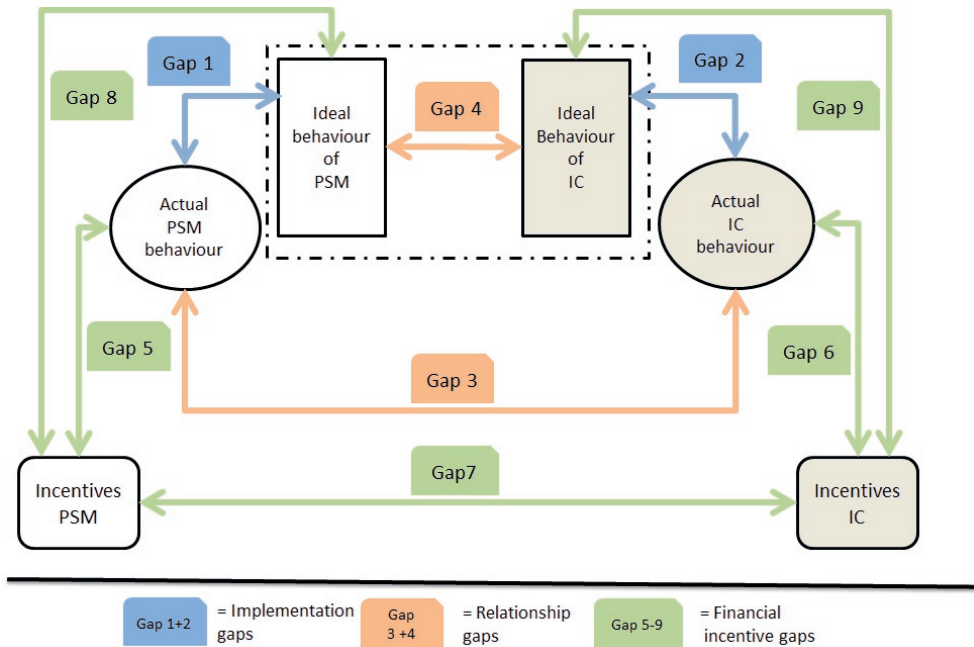 Gap 1
Gap 2
Gap 8
Gap 4
Gap 9
Ideal
behaviour
of
PSM
Ideal
Behaviour
of
IC
Actual
PSM
behaviour
Actual
IC
behaviour
Gap 5
Gap 6
Gap 3
Gap7
Incentives
PSM
Incentives
IC
Gap 1+2
= Implementation
gaps
Gap
3 +4
= Relationship
gaps
Gap 5-9
= Financial
incentive gaps